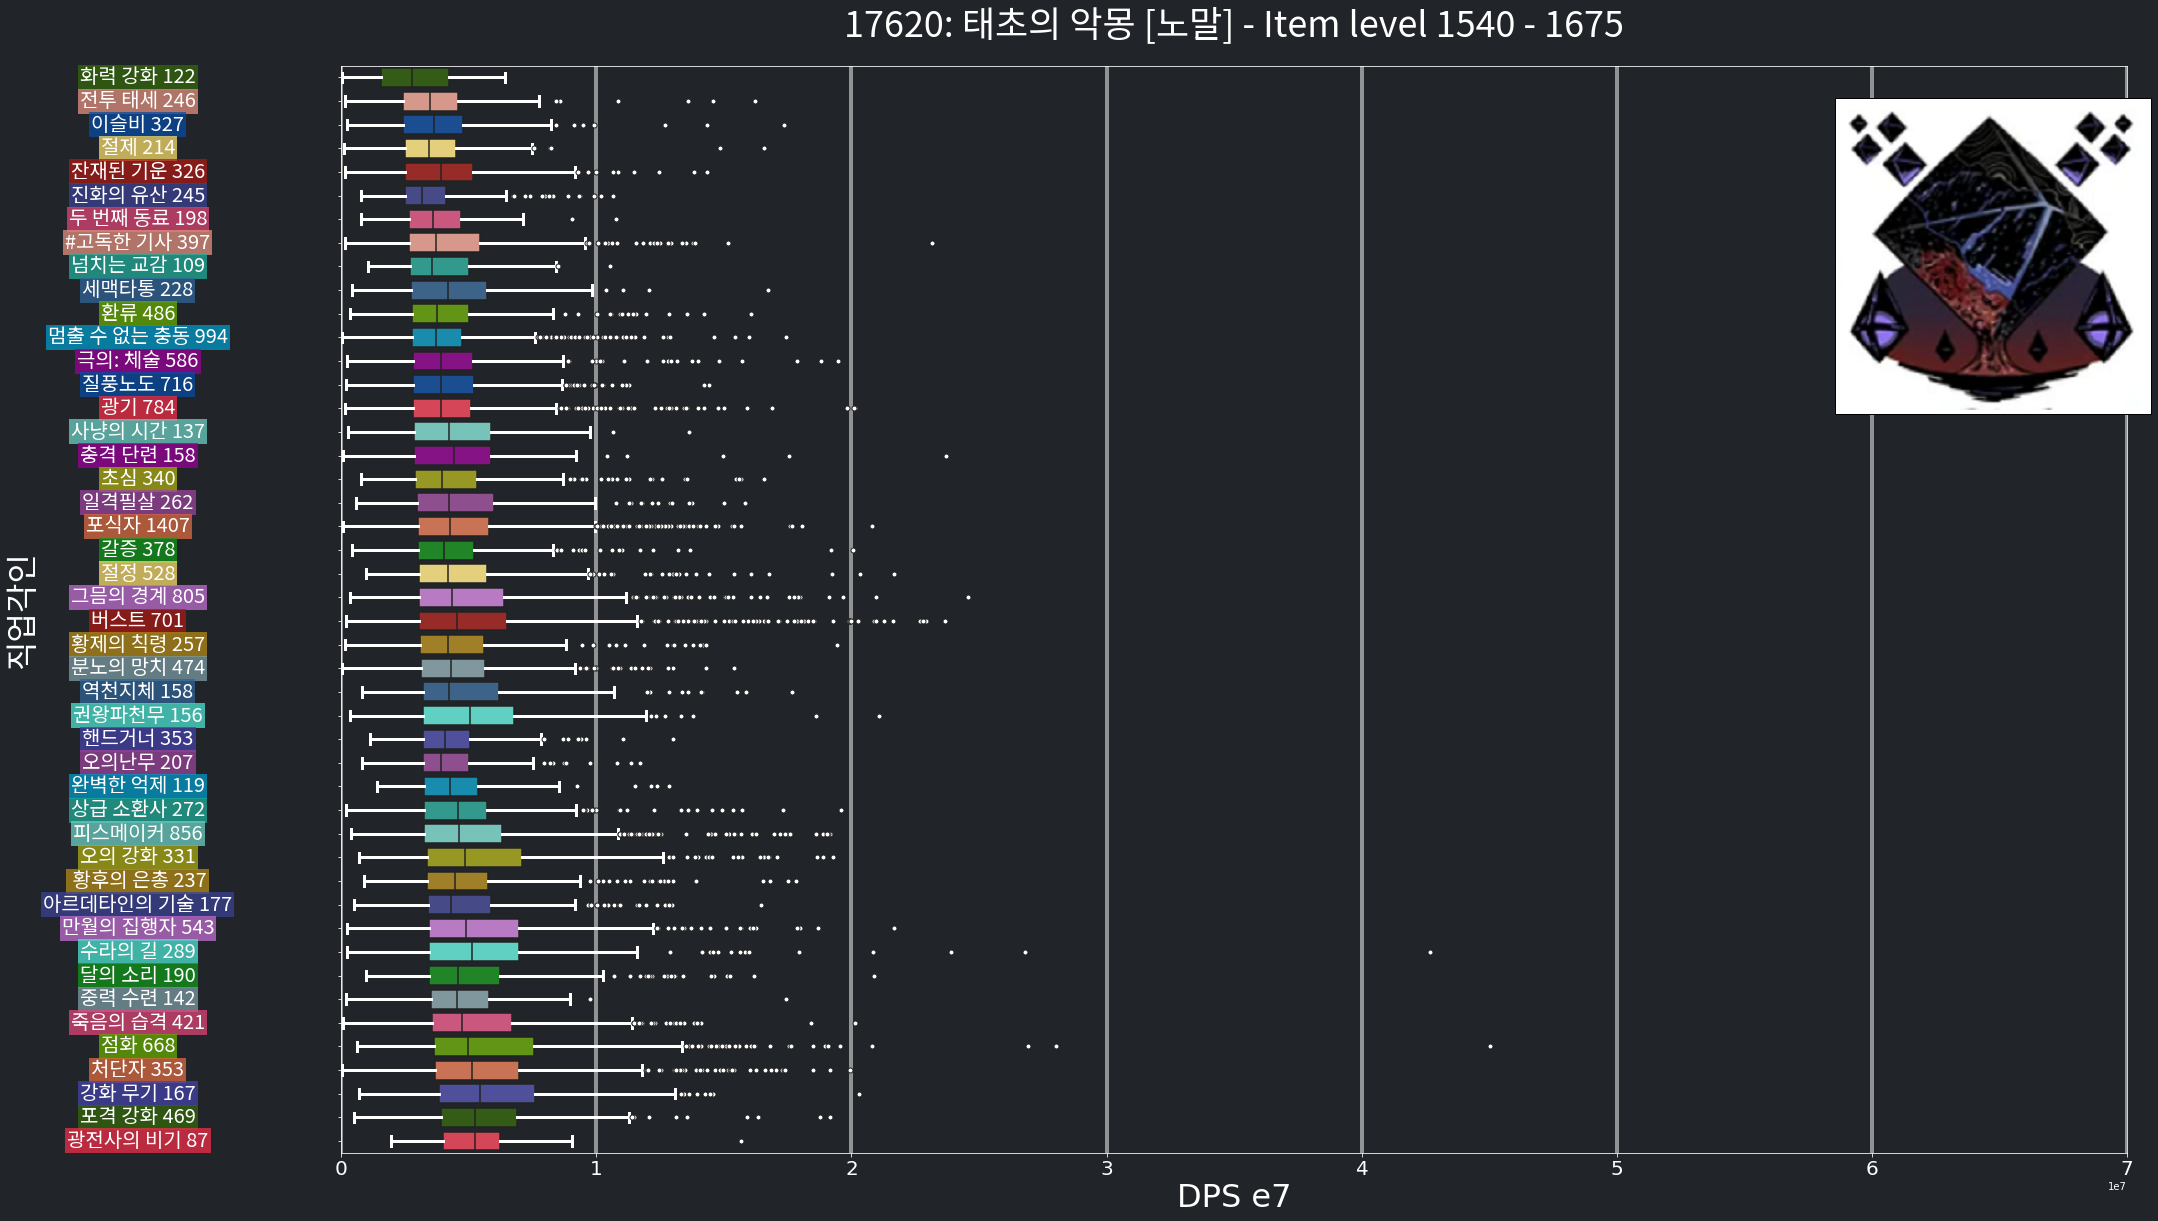 17620: 태초의 악몽 [노말] - Item level 1540 - 1675
직업각인
화력 강화 122
전투 태세 246
이슬비 327
절제 214
잔재된 기운 326
진화의 유산 245
두 번째 동료 198
#고독한 기사 397
넘치는 교감 109
세맥타통 228
환류 486
멈출 수 없는 충동 994
극의: 체술 586
질풍노도 716
광기 784
사냥의 시간 137
충격 단련 158
초심 340
일격필살 262
포식자 1407
갈증 378
절정 528
그믐의 경계 805
버스트 701
황제의 칙령 257
분노의 망치 474
역천지체 158
권왕파천무 156
핸드거너 353
오의난무 207
완벽한 억제 119
상급 소환사 272
피스메이커 856
오의 강화 331
황후의 은총 237
아르데타인의 기술 177
만월의 집행자 543
수라의 길 289
달의 소리 190
중력 수련 142
죽음의 습격 421
점화 668
처단자 353
강화 무기 167
포격 강화 469
광전사의 비기 87
0 1 2 3 4 5 6 7
1e7
DPS e7